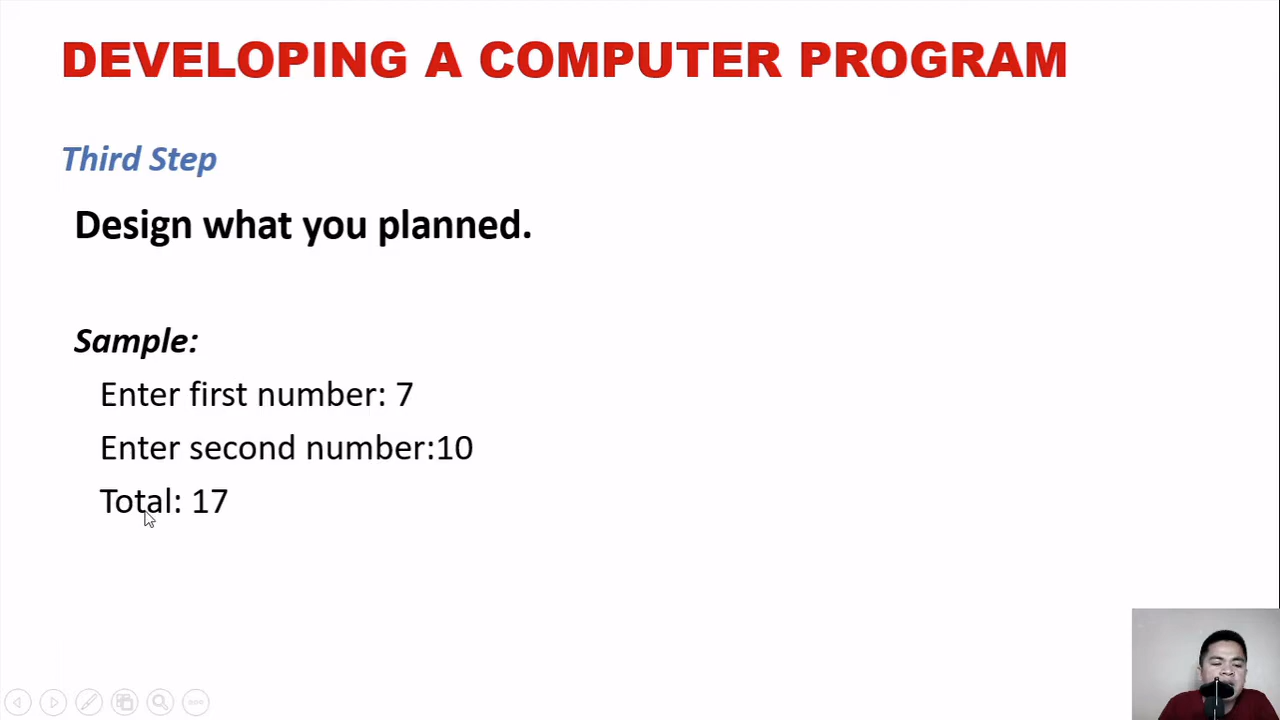 DEVELOPING A COMPUTER PROGRAM
Third Step
Design what you planned.
Sample:
Enter first number: 7
Enter second number:10
Total: 17